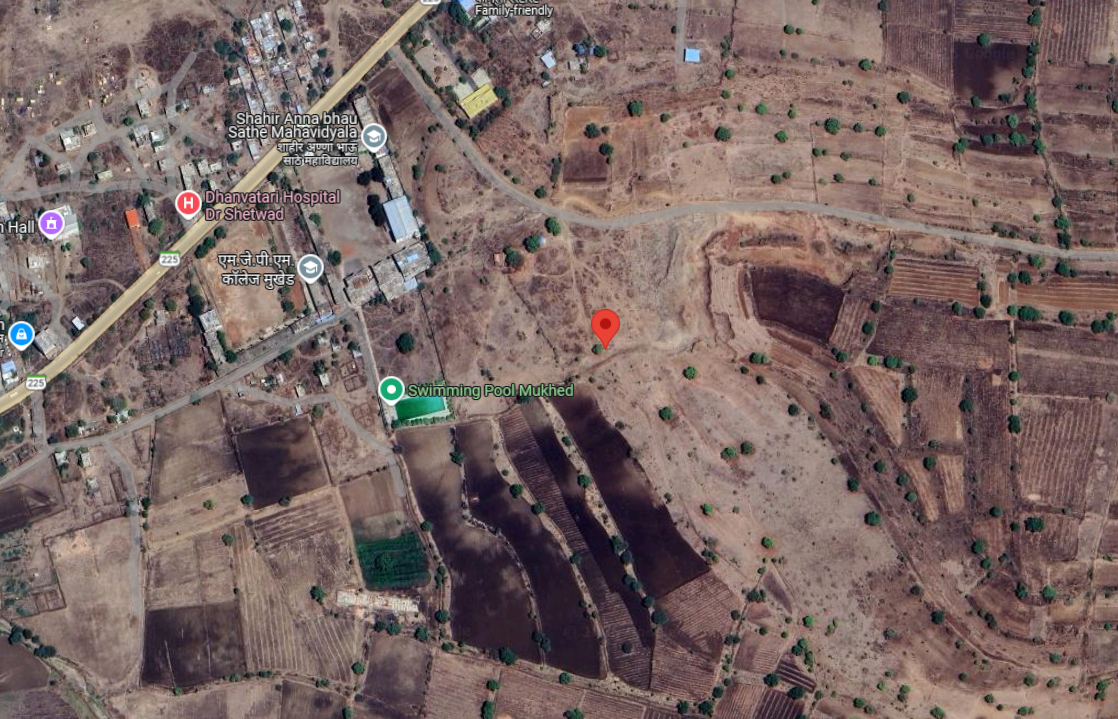 Family-friendly
Shahir Anna bhau
Sathe Mahavidyala
शाहीर अण्णा भाऊ
साठे महाविद्यालय
Dhanvatari Hospital
Dr Shetwad
Hall
225
एम जे पी एम
कॉलेज मुखेड
225
Swimming Pool Mukhed